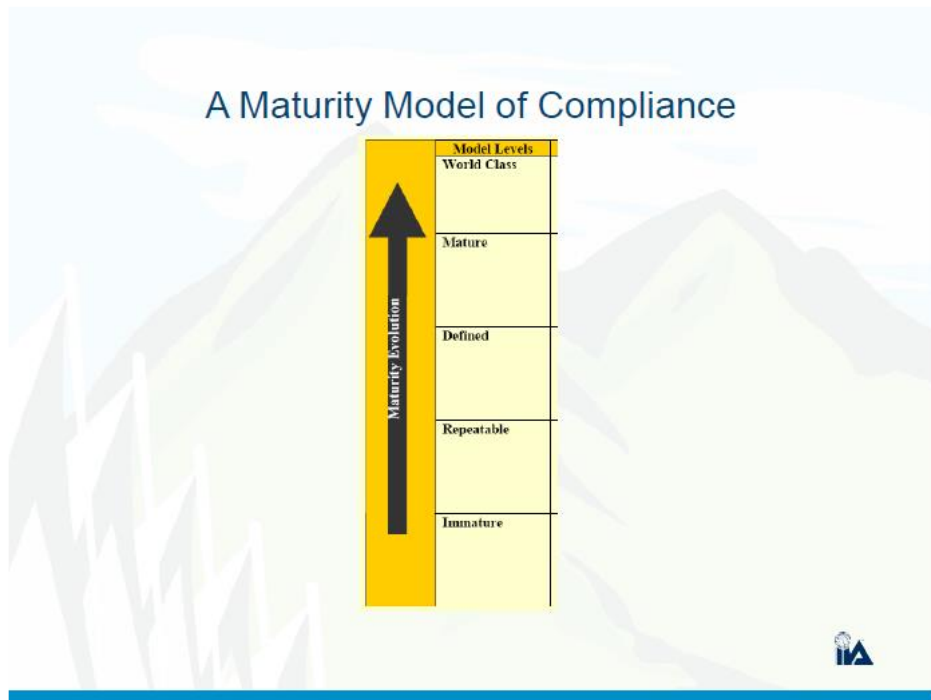 A Maturity Model of Compliance
Model Levels
World Class
Mature
Maturity Evolution
Defined
Repeatable
Immature
IIA